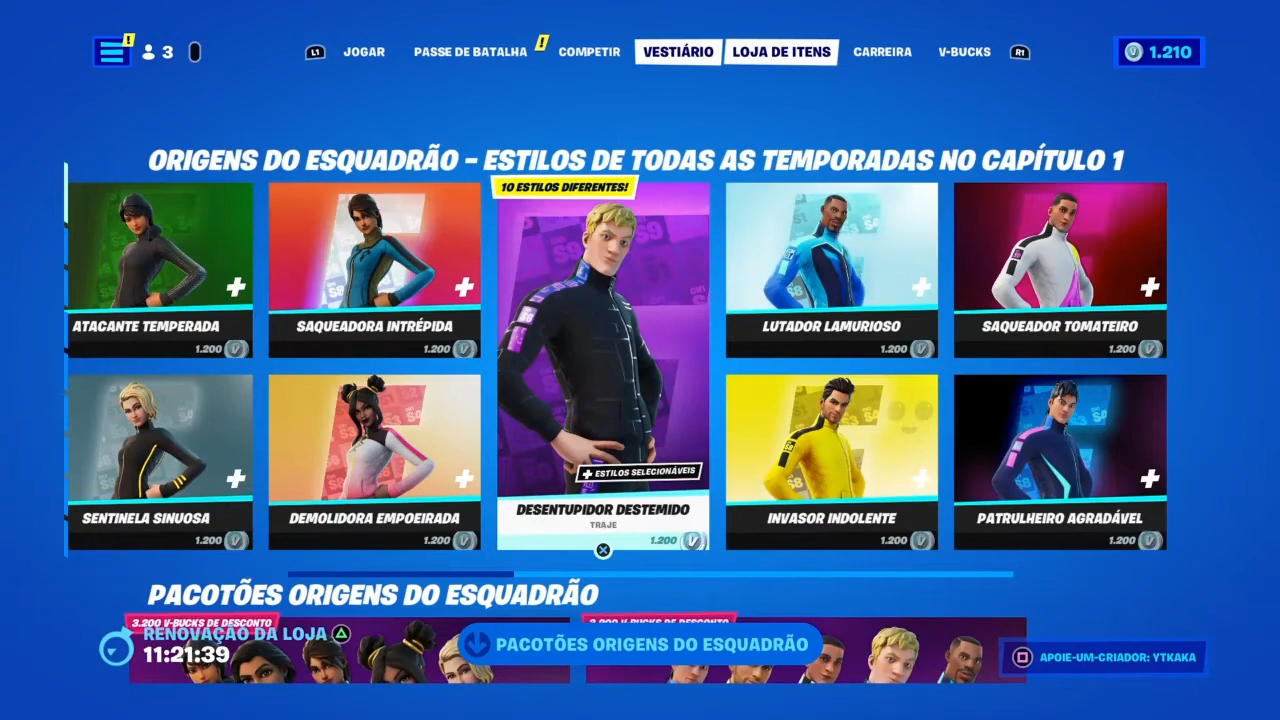 3
L1
JOGAR
PASSE DE BATALHA
COMPETIR
VESTIÁRIO
LOJA DE ITENS
CARREIRA
V-BUCKS
R1
1.210
ORIGENS DO ESQUADRÃO - ESTILOS DE TODAS AS TEMPORADAS NO CAPÍTULO 1
10 ESTILOS DIFERENTES!
ATACANTE TEMPERADA
1.200
SAQUEADORA INTRÉPIDA
1.200
LUTADOR LAMURIOSO
1.200
SAQUEADOR TOMATEIRO
1.200
+ ESTILOS SELECIONÁVEIS
DESENTUPIDOR DESTEMIDO
TRAJE
1.200
SENTINELA SINUOSA
1.200
DEMOLIDORA EMPOEIRADA
1.200
INVASOR INDOLENTE
1.200
PATRULHEIRO AGRADÁVEL
1.200
PACOTÕES ORIGENS DO ESQUADRÃO
3.200 V-BUCKS DE DESCONTO
RENOVAÇÃO DA LOJA
11:21:39
PACOTÕES ORIGENS DO ESQUADRÃO
APOIE-UM-CRIADOR: YTKAKA